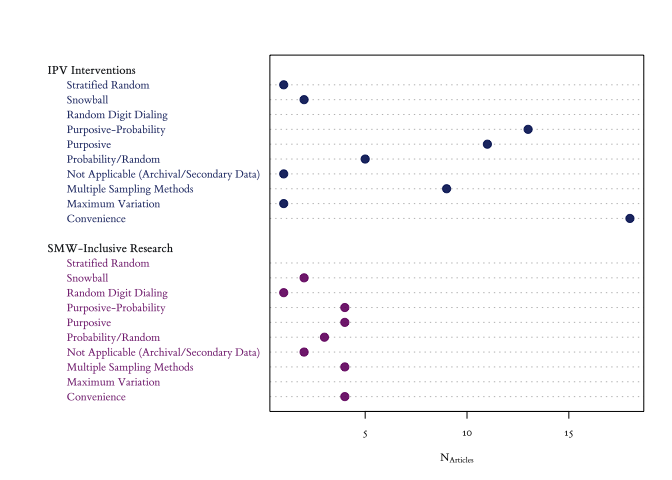 IPV Interventions
Stratified Random
Snowball
Random Digit Dialing
Purposive-Probability
Purposive
Probability/Random
Not Applicable (Archival/Secondary Data)
Multiple Sampling Methods
Maximum Variation
Convenience
SMW-Inclusive Research
Stratified Random
Snowball
Random Digit Dialing
Purposive-Probability
Purposive
Probability/Random
Not Applicable (Archival/Secondary Data)
Multiple Sampling Methods
Maximum Variation
Convenience
5 10 15
N_Articles